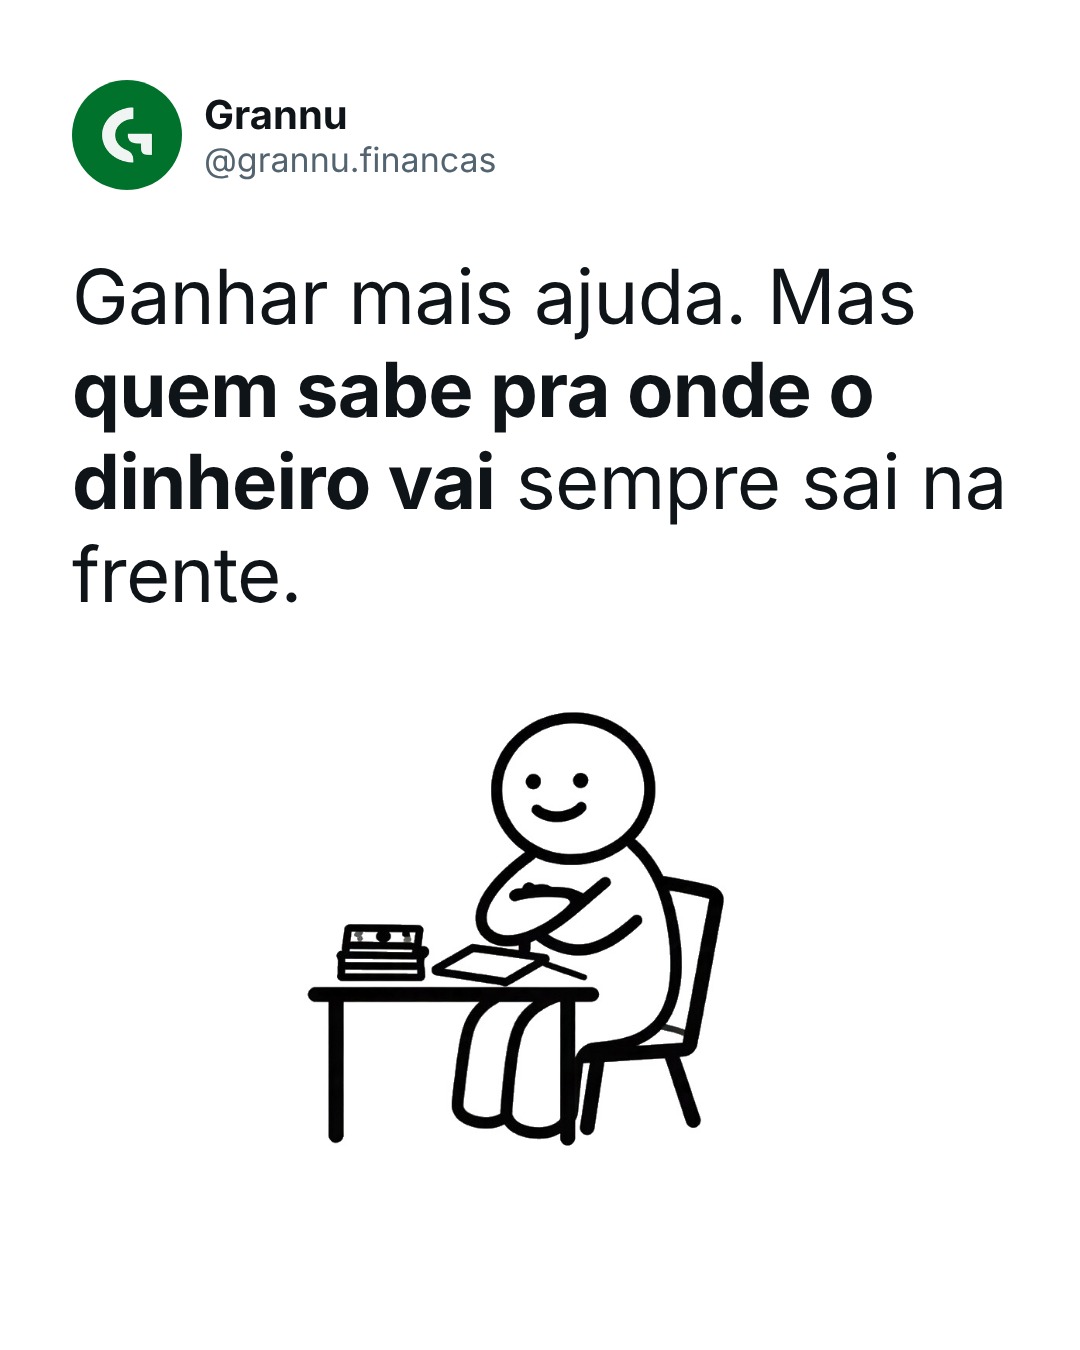 Grannu
@grannu.financas
Ganhar mais ajuda. Mas
quem sabe pra onde o
dinheiro vai sempre sai na
frente.